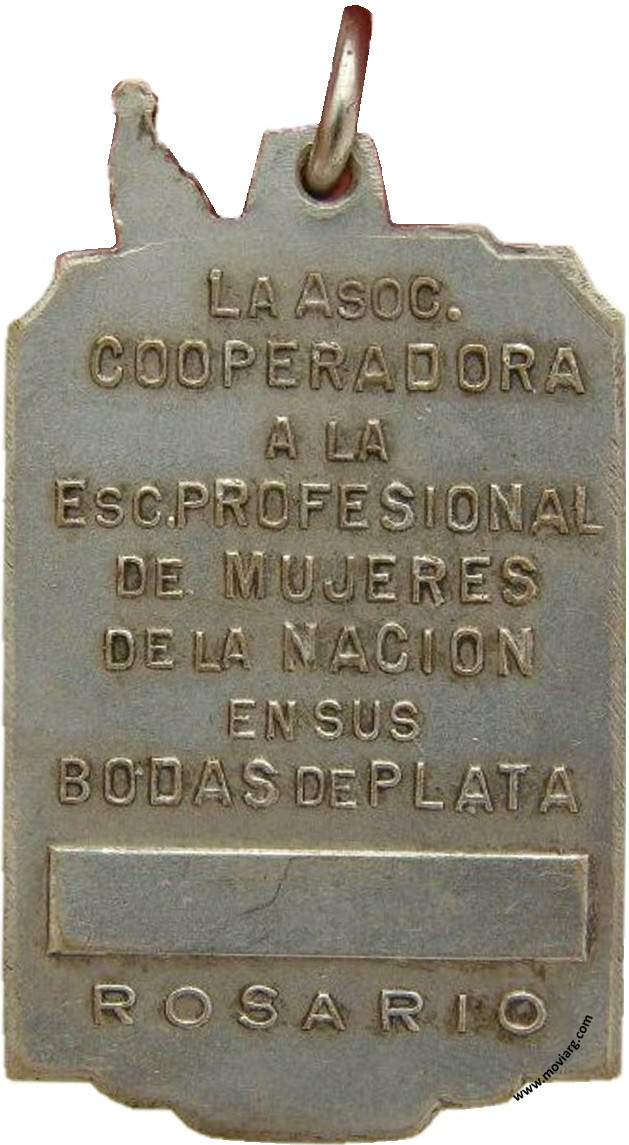 LA ASOC.
COOPERADORA
A LA
ESC. PROFESIONAL
DE MUJERES
DE LA NACION
EN SUS
BODAS DE PLATA
ROSARIO
www.moviarg.com